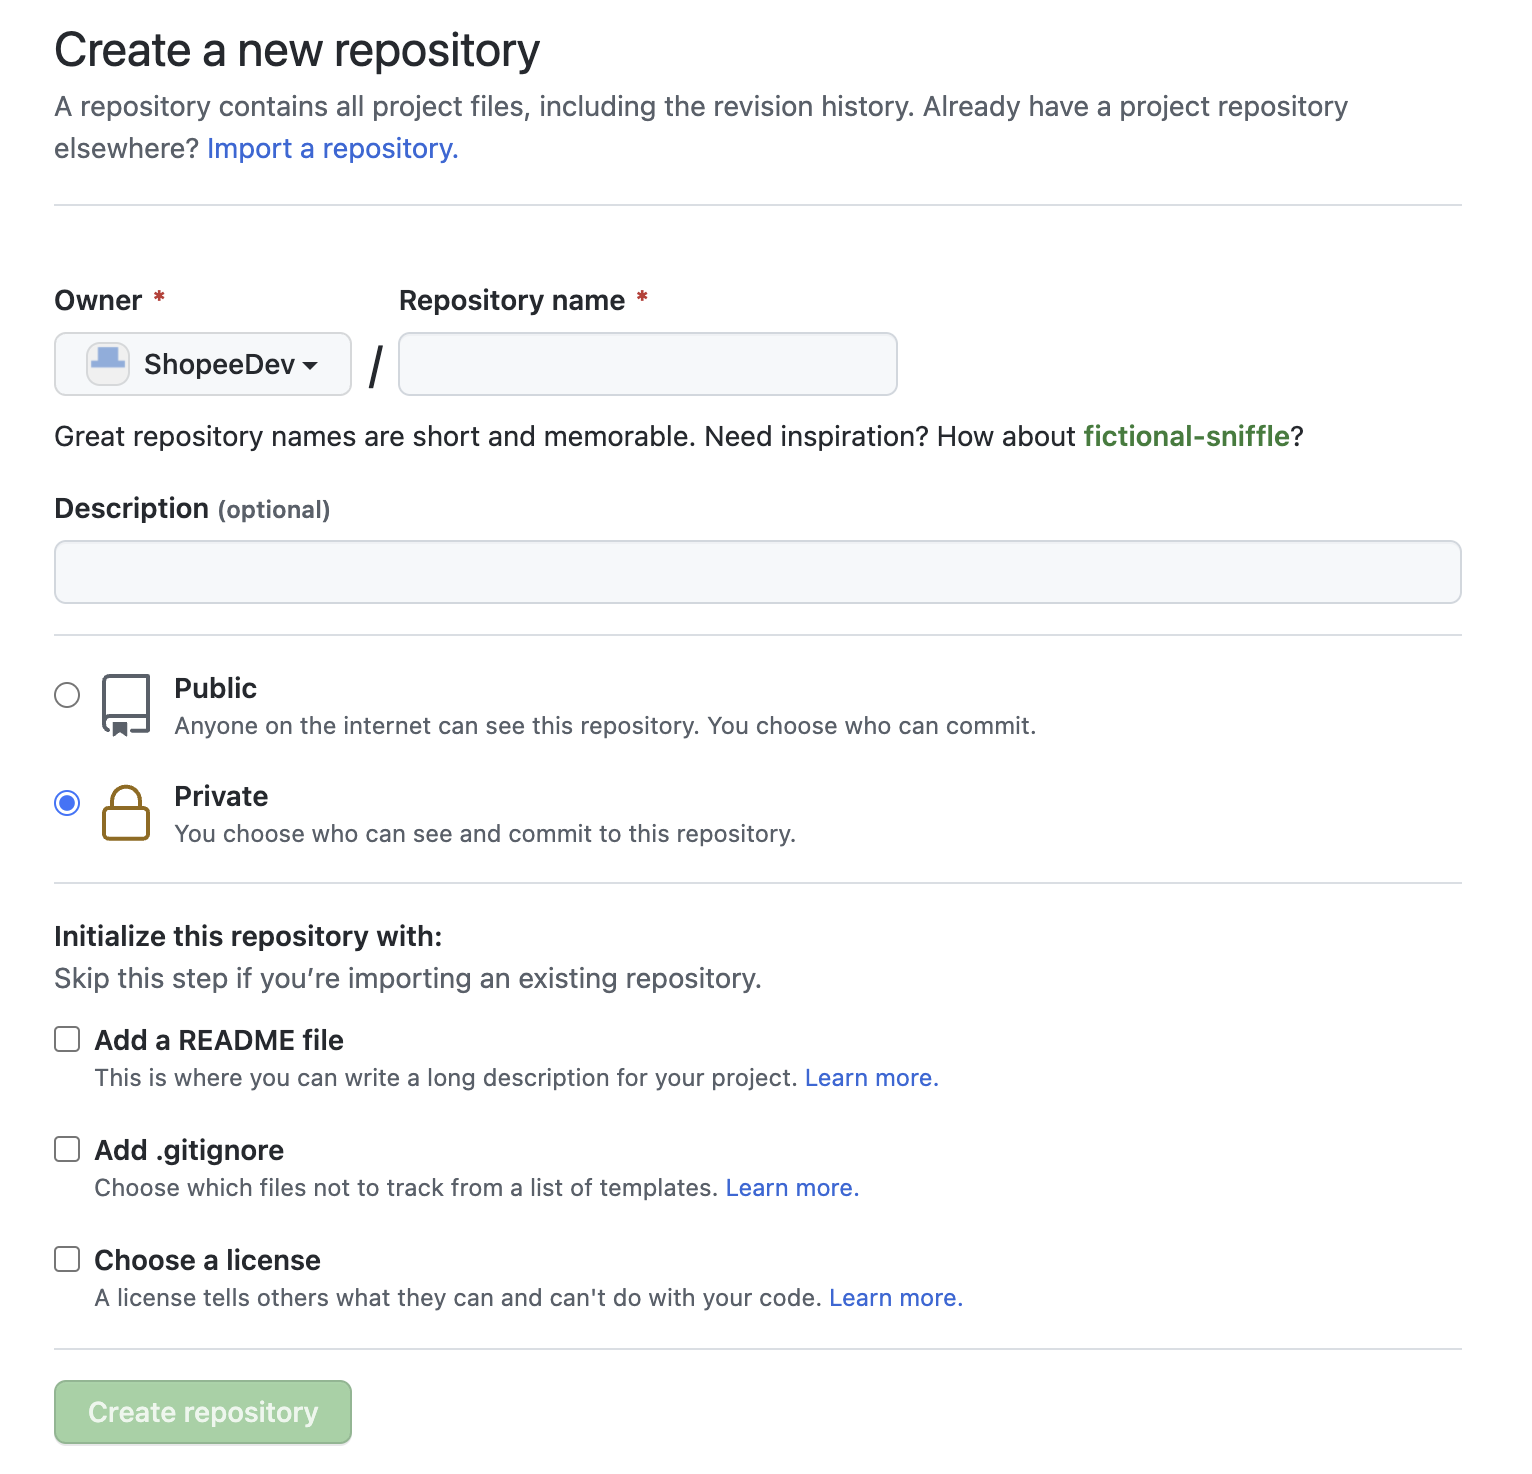 Create a new repository
A repository contains all project files, including the revision history. Already have a project repository
elsewhere? Import a repository.
Owner *
Repository name *
ShopeeDev
/
Great repository names are short and memorable. Need inspiration? How about fictional-sniffle?
Description (optional)
Public
Anyone on the internet can see this repository. You choose who can commit.
Private
You choose who can see and commit to this repository.
Initialize this repository with:
Skip this step if you’re importing an existing repository.
Add a README file
This is where you can write a long description for your project. Learn more.
Add .gitignore
Choose which files not to track from a list of templates. Learn more.
Choose a license
A license tells others what they can and can't do with your code. Learn more.
Create repository